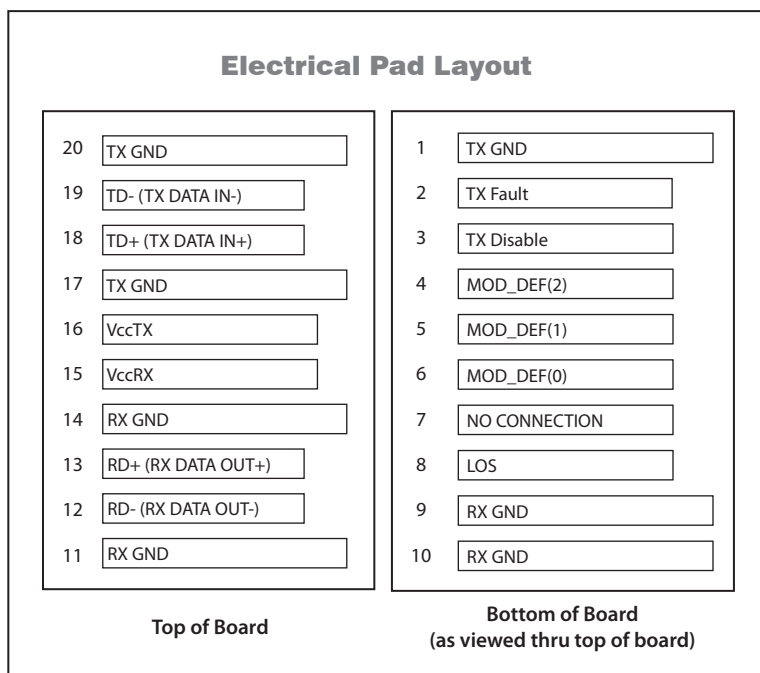 Electrical Pad Layout
20 TX GND
19 TD- (TX DATA IN-)
18 TD+ (TX DATA IN+)
17 TX GND
16 VccTX
15 VccRX
14 RX GND
13 RD+ (RX DATA OUT+)
12 RD- (RX DATA OUT-)
11 RX GND
Top of Board
1 TX GND
2 TX Fault
3 TX Disable
4 MOD_DEF(2)
5 MOD_DEF(1)
6 MOD_DEF(0)
7 NO CONNECTION
8 LOS
9 RX GND
10 RX GND
Bottom of Board
(as viewed thru top of board)